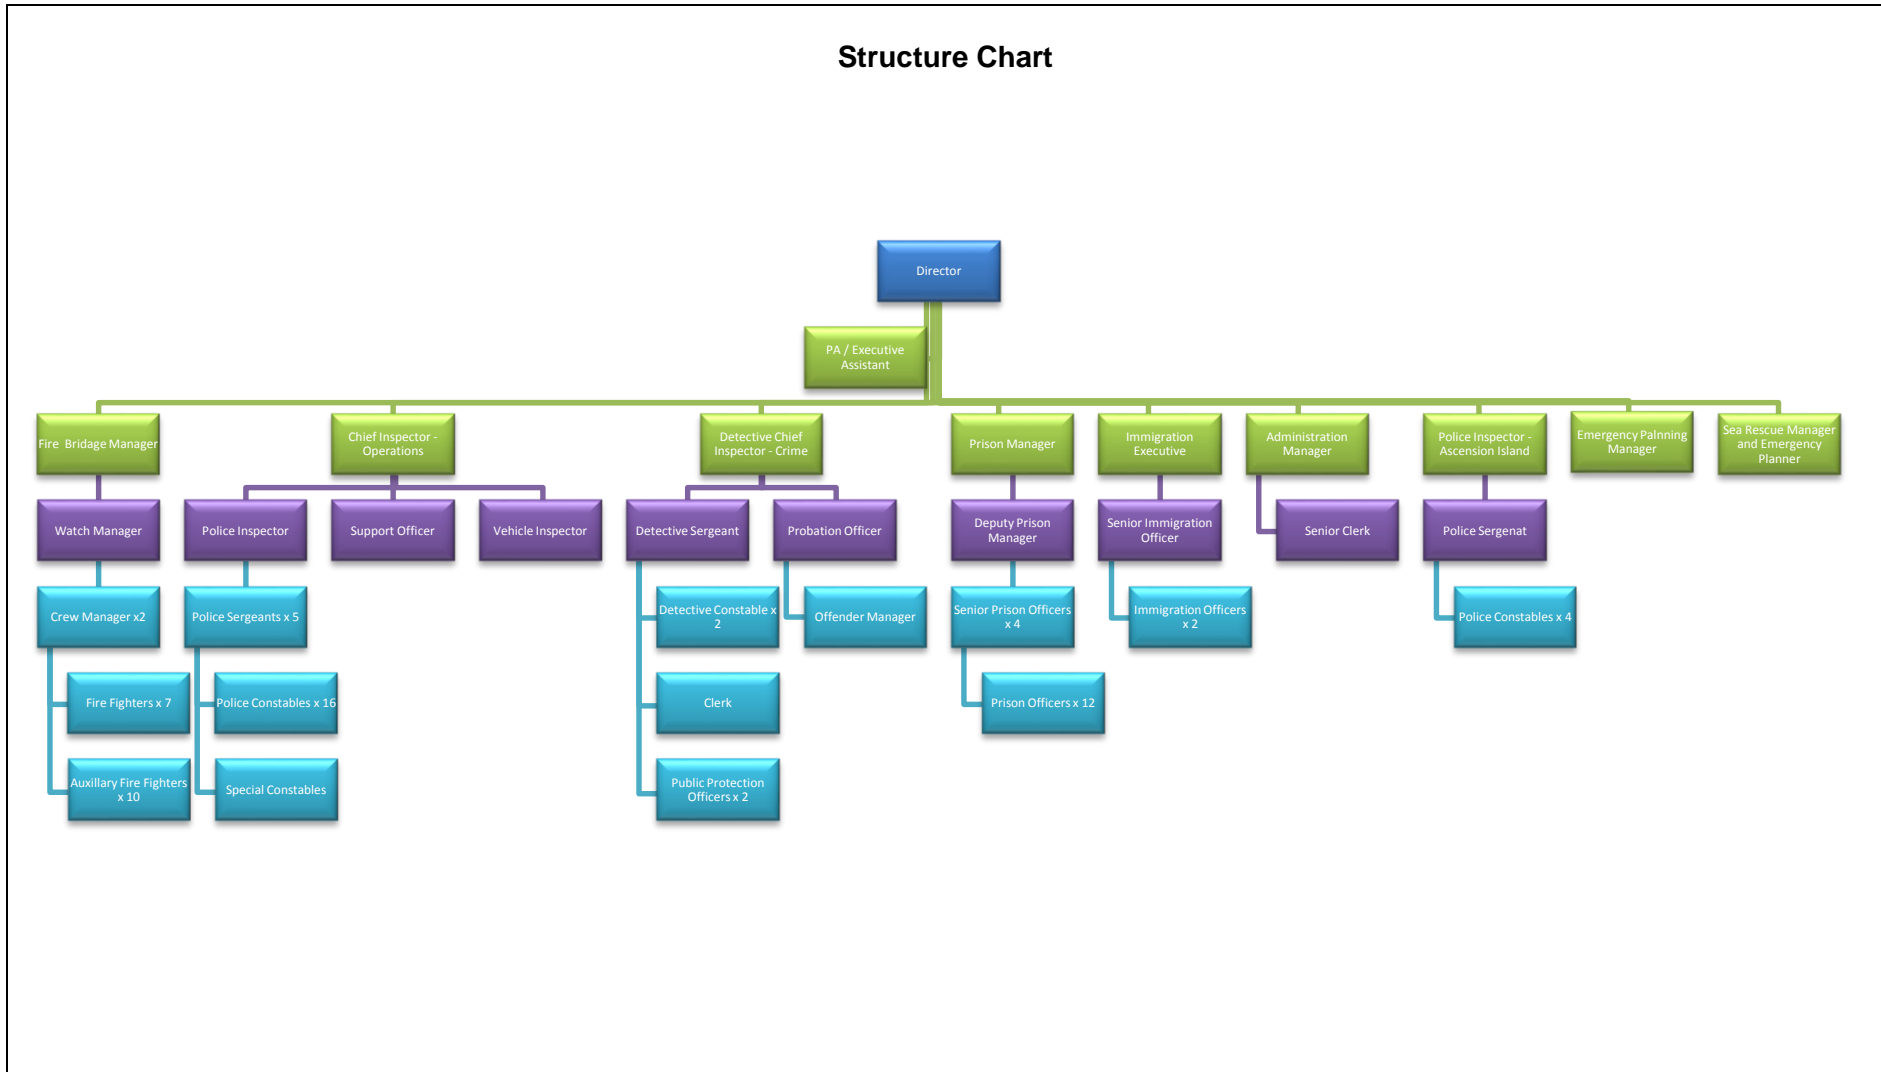 Structure Chart
Director
PA / Executive
Assistant
Fire  Bridage Manager
Chief Inspector -
Operations
Detective Chief
Inspector - Crime
Prison Manager
Immigration
Executive
Administration
Manager
Police Inspector -
Ascension Island
Emergency Palnning
Manager
Sea Rescue Manager
and Emergency
Planner
Watch Manager
Police Inspector
Support Officer
Vehicle Inspector
Detective Sergeant
Probation Officer
Deputy Prison
Manager
Senior Immigration
Officer
Senior Clerk
Police Sergenat
Crew Manager x2
Police Sergeants x 5
Detective Constable x
2
Offender Manager
Senior Prison Officers
x 4
Immigration Officers
x 2
Police Constables x 4
Fire Fighters x 7
Police Constables x 16
Clerk
Prison Officers x 12
Auxillary Fire Fighters
x 10
Special Constables
Public Protection
Officers x 2